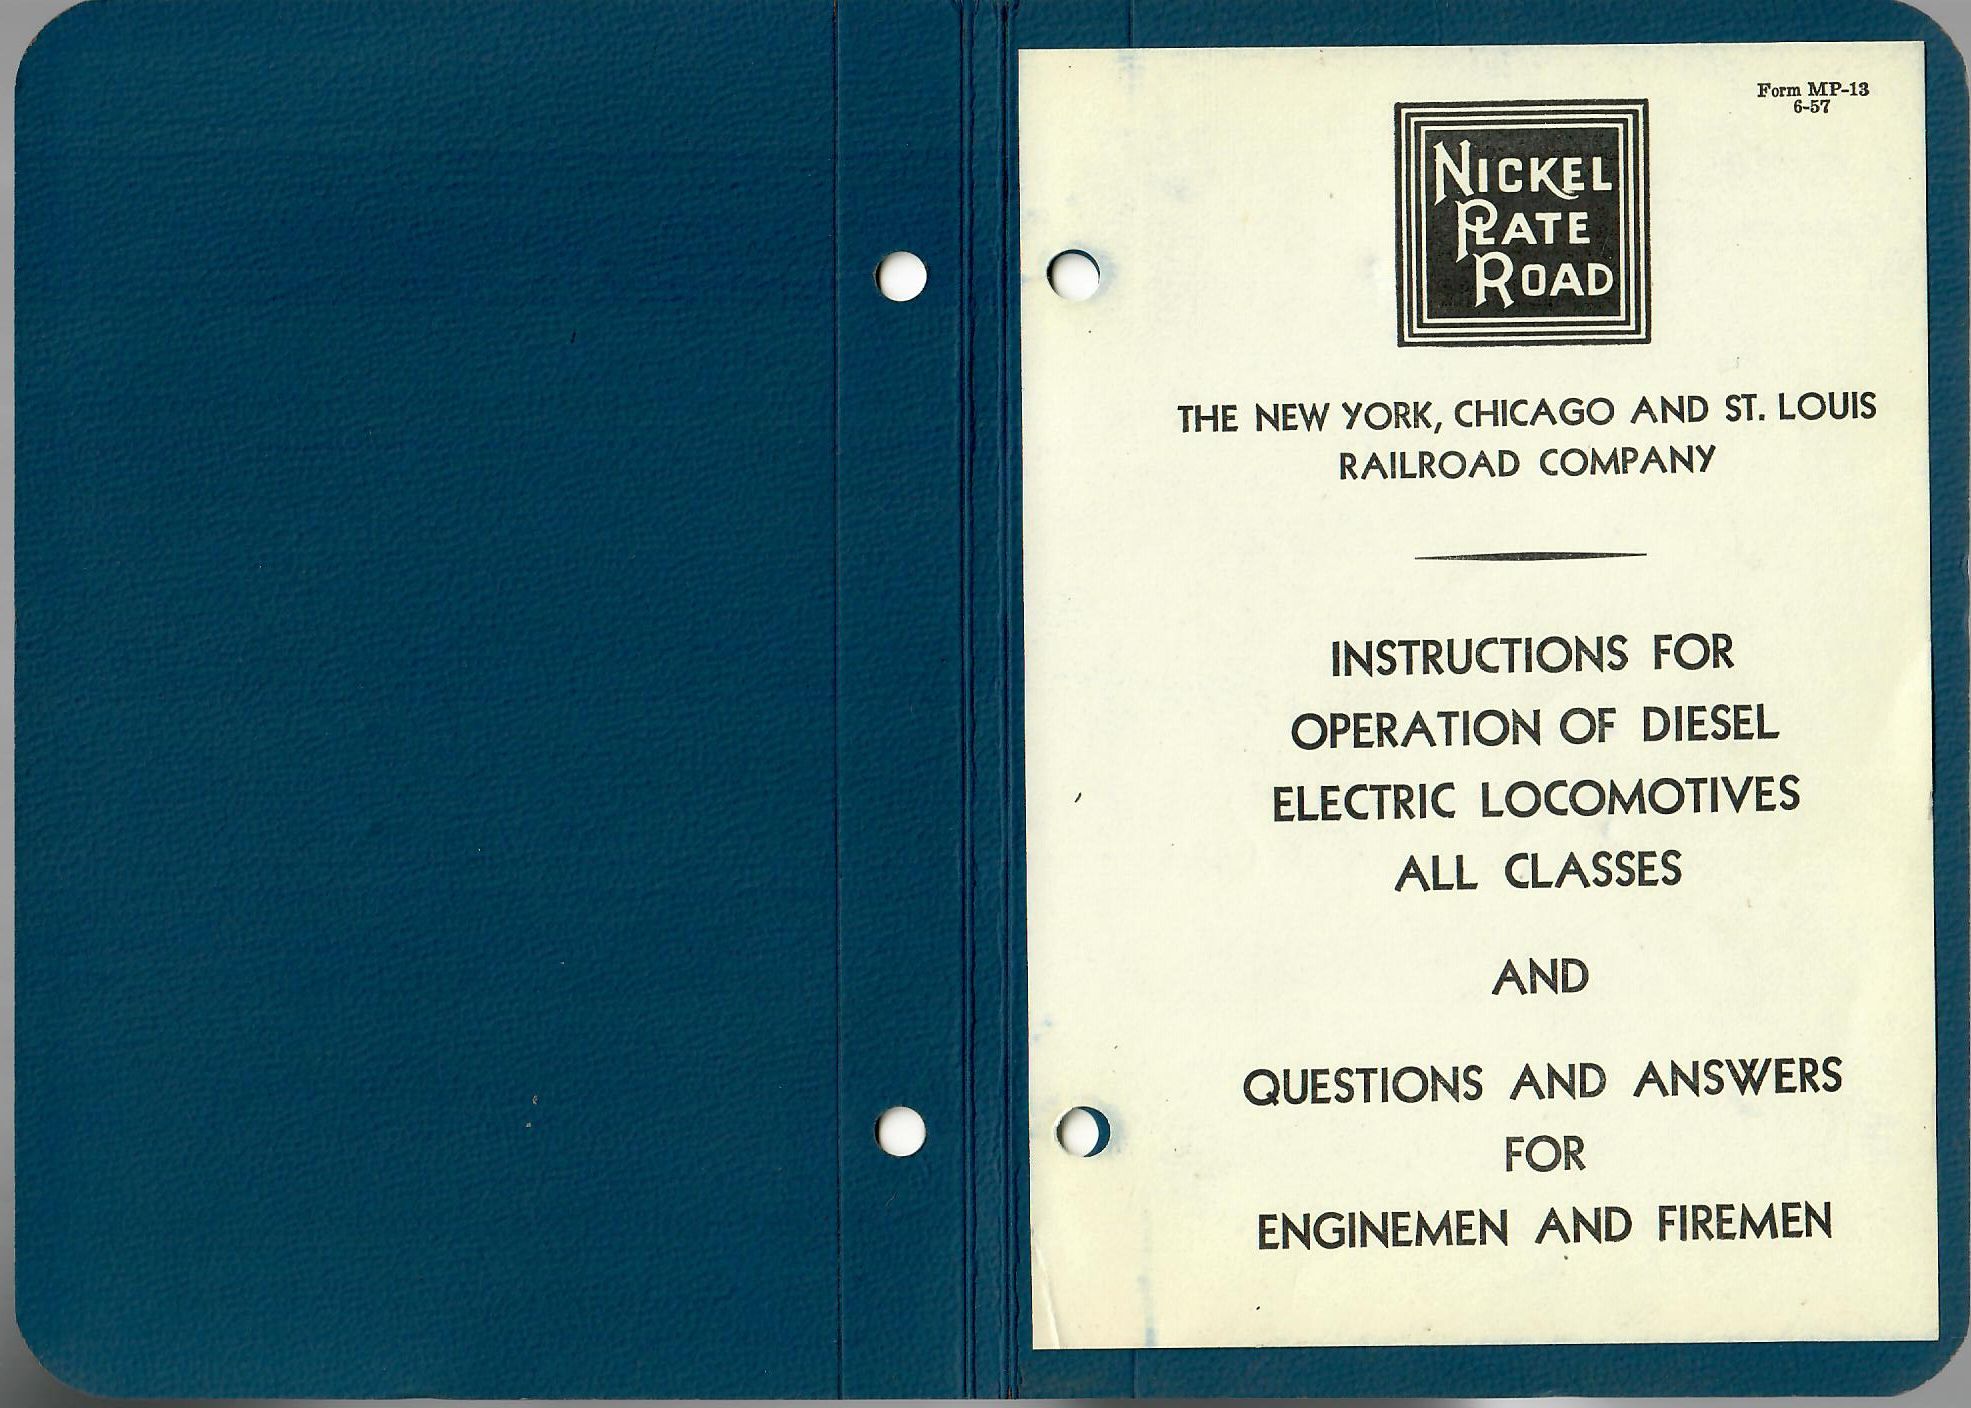 Form MP-13
6-57
NICKEL
PLATE
ROAD
THE NEW YORK, CHICAGO AND ST. LOUIS
RAILROAD COMPANY
INSTRUCTIONS FOR
OPERATION OF DIESEL
ELECTRIC LOCOMOTIVES
ALL CLASSES
AND
QUESTIONS AND ANSWERS
FOR
ENGINEMEN AND FIREMEN